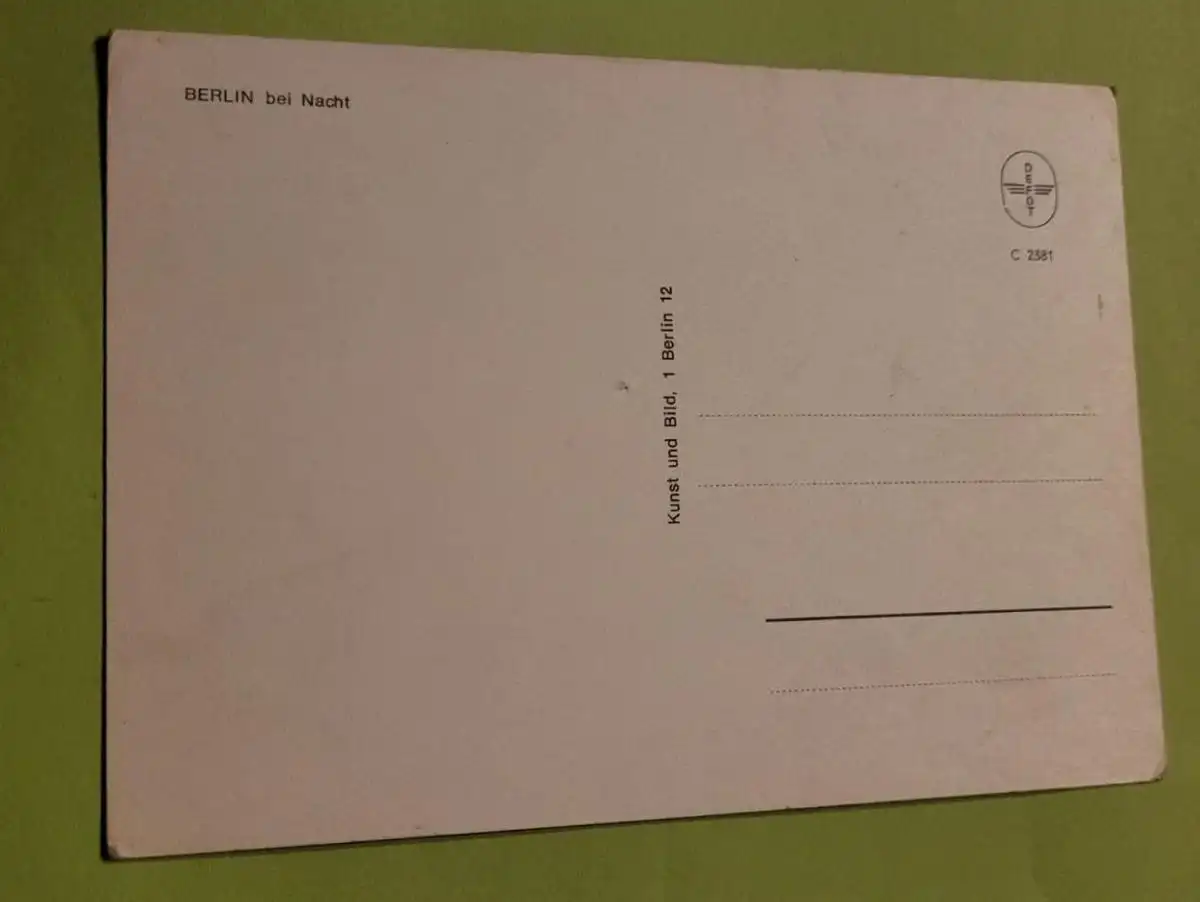 BERLIN bei Nacht
DEFOT
C 2381
Kunst und Bild, 1 Berlin 12